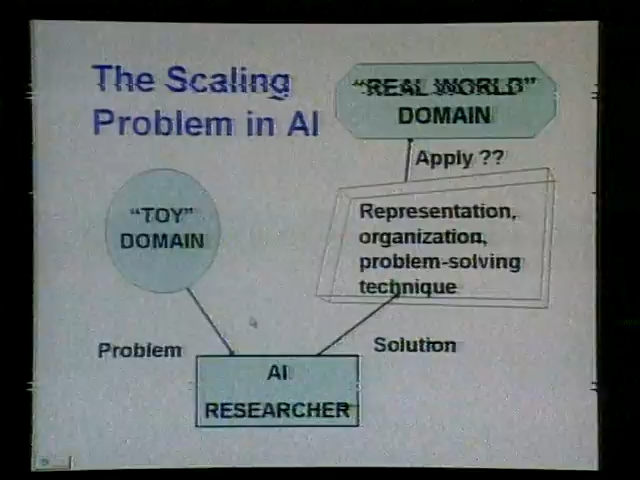 The Scaling
Problem in AI
"REAL WORLD"
DOMAIN
Apply ??
"TOY"
DOMAIN
Representation,
organization,
problem-solving
technique
Problem
Solution
AI
RESEARCHER